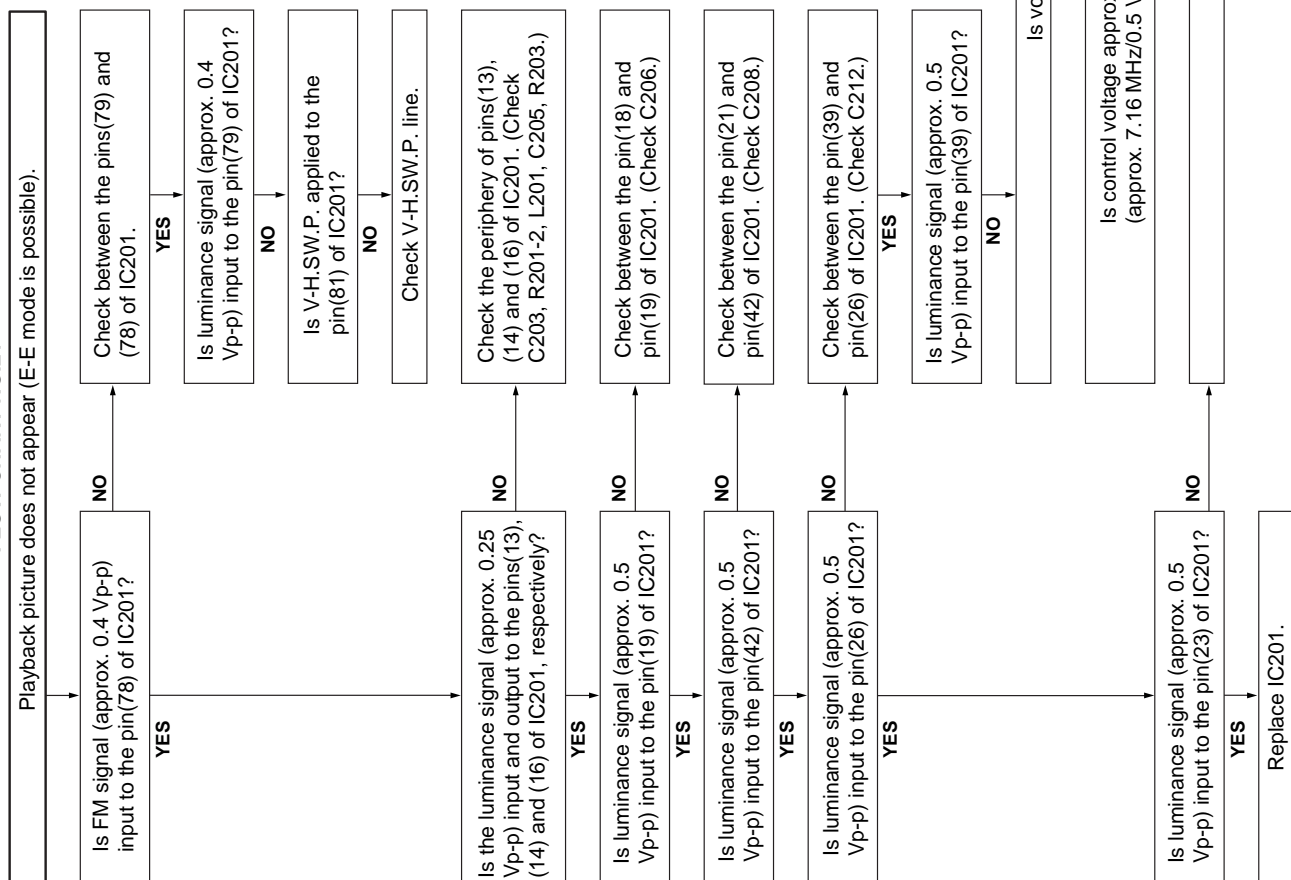 Playback picture does not appear (E-E mode is possible).
Is FM signal (approx. 0.4 Vp-p)
input to the pin(78) of IC201?
NO
Check between the pins(79) and
(78) of IC201.
YES
Is luminance signal (approx. 0.4
Vp-p) input to the pin(79) of IC201?
NO
Is V-H.SW.P. applied to the
pin(81) of IC201?
NO
Check V-H.SW.P. line.
YES
Is the luminance signal (approx. 0.25
Vp-p) input and output to the pins(13),
(14) and (16) of IC201, respectively?
NO
Check the periphery of pins(13),
(14) and (16) of IC201. (Check
C203, R201-2, L201, C205, R203.)
YES
Is luminance signal (approx. 0.5
Vp-p) input to the pin(19) of IC201?
NO
Check between the pin(18) and
pin(19) of IC201. (Check C206.)
YES
Is luminance signal (approx. 0.5
Vp-p) input to the pin(42) of IC201?
NO
Check between the pin(21) and
pin(42) of IC201. (Check C208.)
YES
Is luminance signal (approx. 0.5
Vp-p) input to the pin(26) of IC201?
NO
Check between the pin(39) and
pin(26) of IC201. (Check C212.)
YES
Is luminance signal (approx. 0.5
Vp-p) input to the pin(39) of IC201?
NO
Is vo
Is control voltage approx
(approx. 7.16 MHz/0.5 V
YES
Is luminance signal (approx. 0.5
Vp-p) input to the pin(23) of IC201?
NO
YES
Replace IC201.